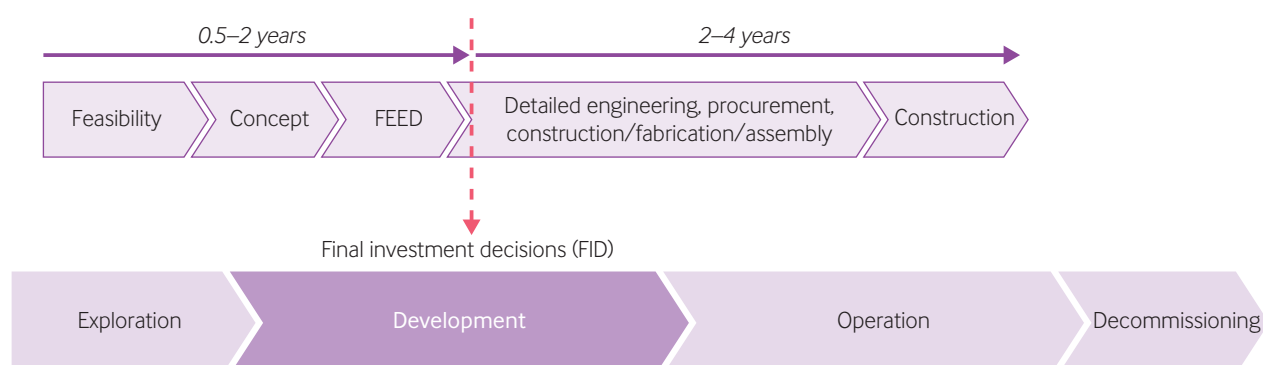 0.5–2 years
2–4 years
Feasibility
Concept
FEED
Detailed engineering, procurement,
construction/fabrication/assembly
Construction
Final investment decisions (FID)
Exploration
Development
Operation
Decommissioning